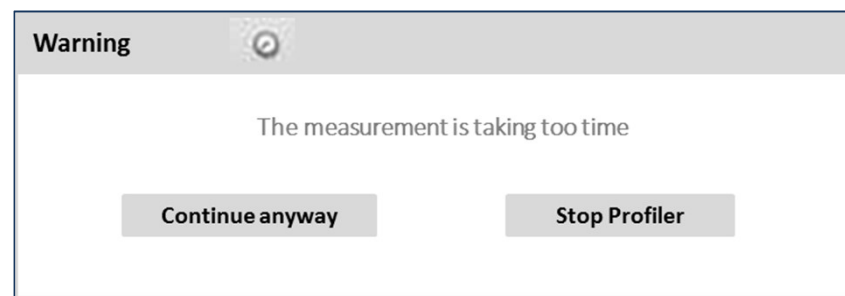 Warning
The measurement is taking too time
Continue anyway
Stop Profiler